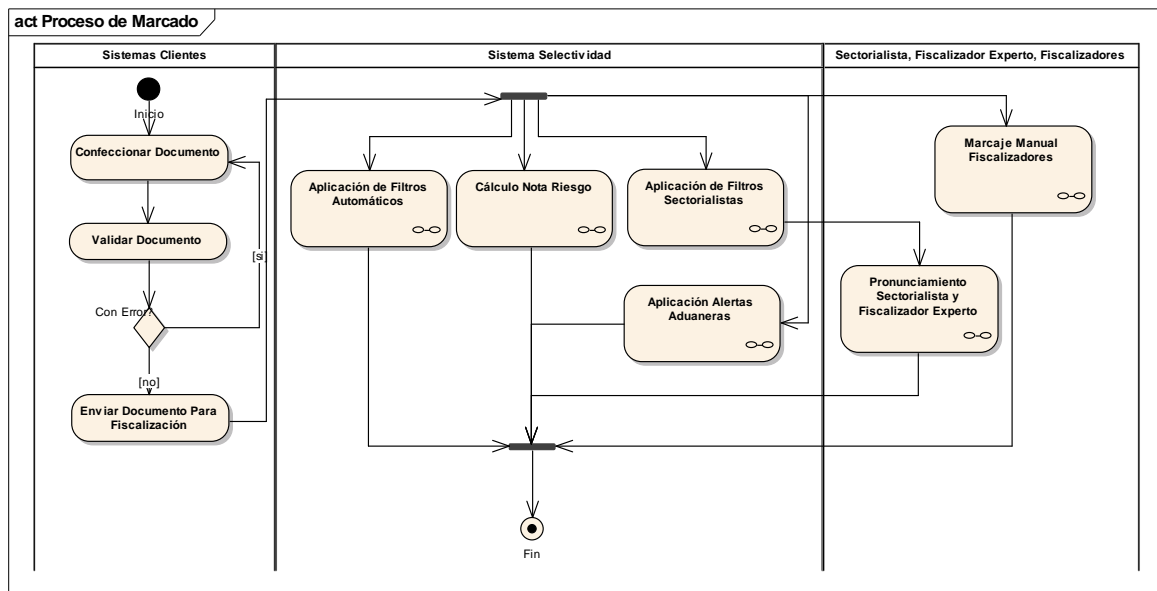 act Proceso de Marcado
Sistemas Clientes
Sistema Selectividad
Sectorialista, Fiscalizador Experto, Fiscalizadores
Inicio
Confeccionar Documento
Validar Documento
[si]
Con Error?
[no]
Enviar Documento Para
Fiscalización
Aplicación de Filtros
Automáticos
Cálculo Nota Riesgo
Aplicación de Filtros
Sectorialistas
Aplicación Alertas
Aduaneras
Marcaje Manual
Fiscalizadores
Pronunciamiento
Sectorialista y
Fiscalizador Experto
Fin